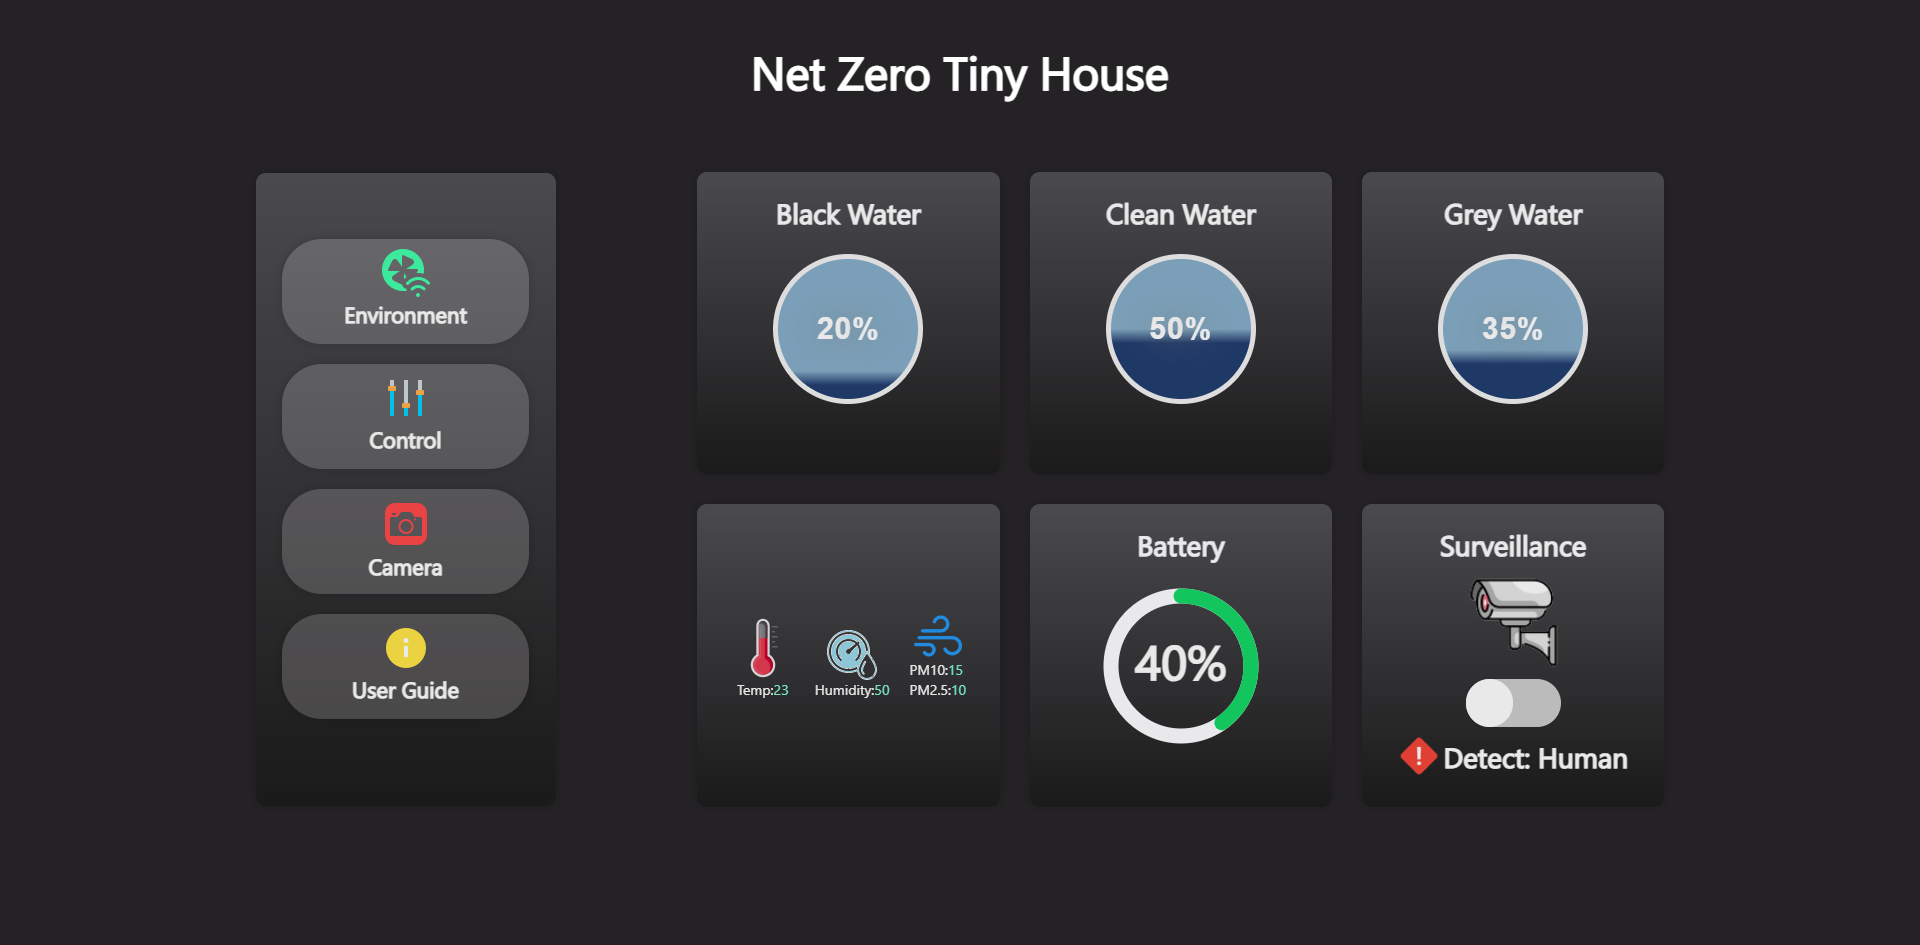 Net Zero Tiny House
Environment
Control
Camera
User Guide
Black Water
20%
Clean Water
50%
Grey Water
35%
Temp:23
Humidity:50
PM10:15
PM2.5:10
Battery
40%
Surveillance
Detect: Human